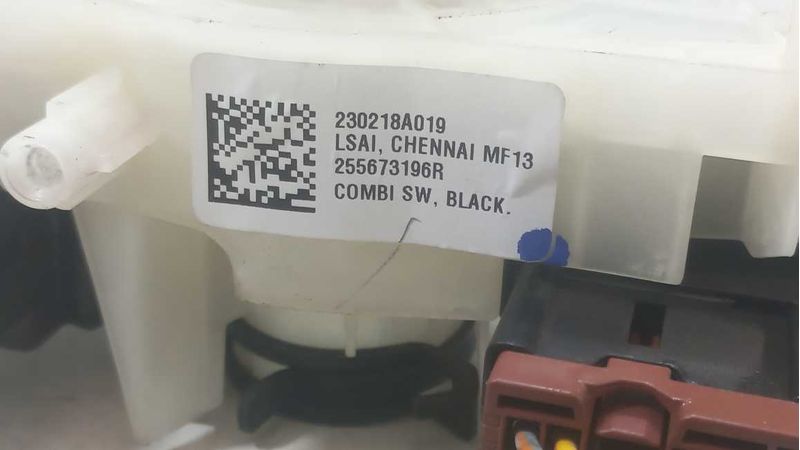 230218A019
LSAI, CHENNAI MF13
255673196R
COMBI SW, BLACK.